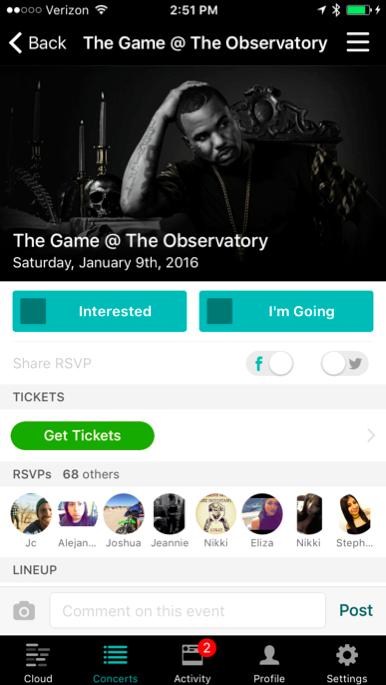 Verizon 2:51 PM
Back The Game @ The Observatory
The Game @ The Observatory
Saturday, January 9th, 2016
Interested I'm Going
Share RSVP f
TICKETS
Get Tickets
RSVPs 68 others
Jc Alejan... Joshua Jeannie Nikki Eliza Nikki Steph...
LINEUP
Comment on this event Post
2
Cloud Concerts Activity Profile Settings